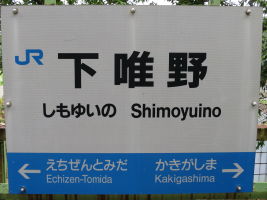 JR 下唯野
しもゆいの Shimoyuino
えちぜんとみだ かきがしま
← Echizen-Tomida Kakigashima →